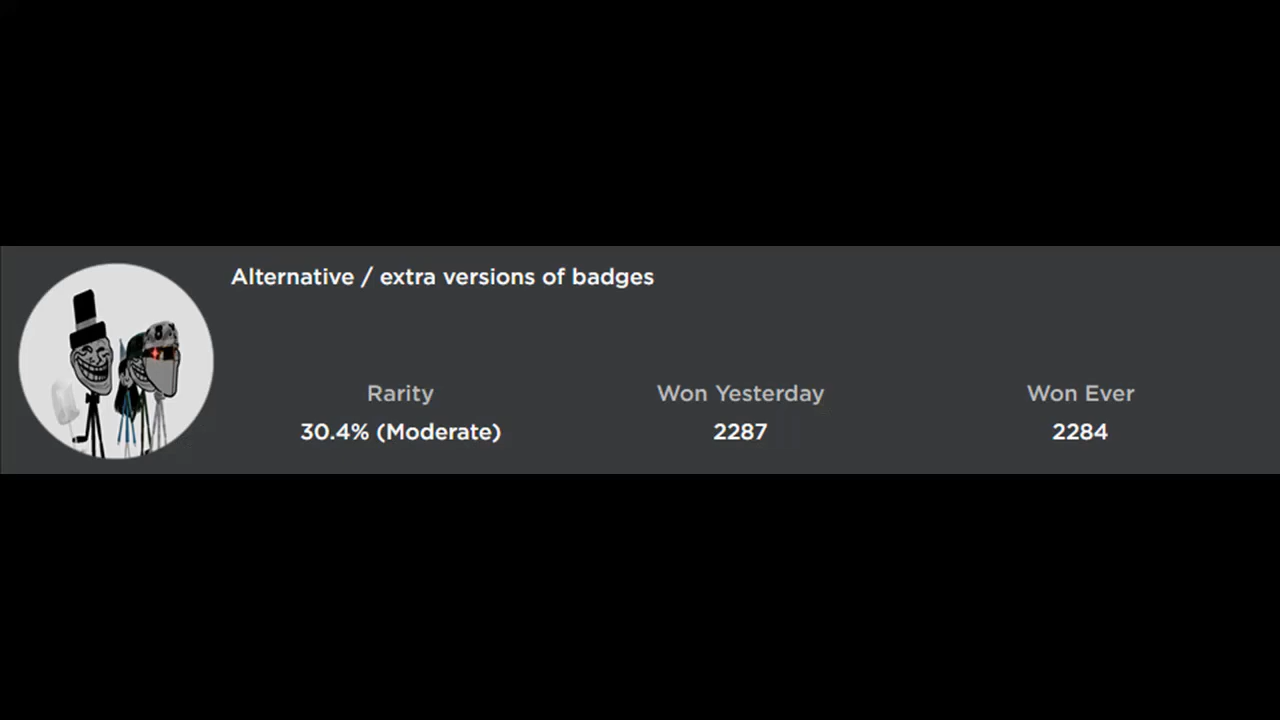 Alternative / extra versions of badges
Rarity Won Yesterday Won Ever
30.4% (Moderate) 2287 2284